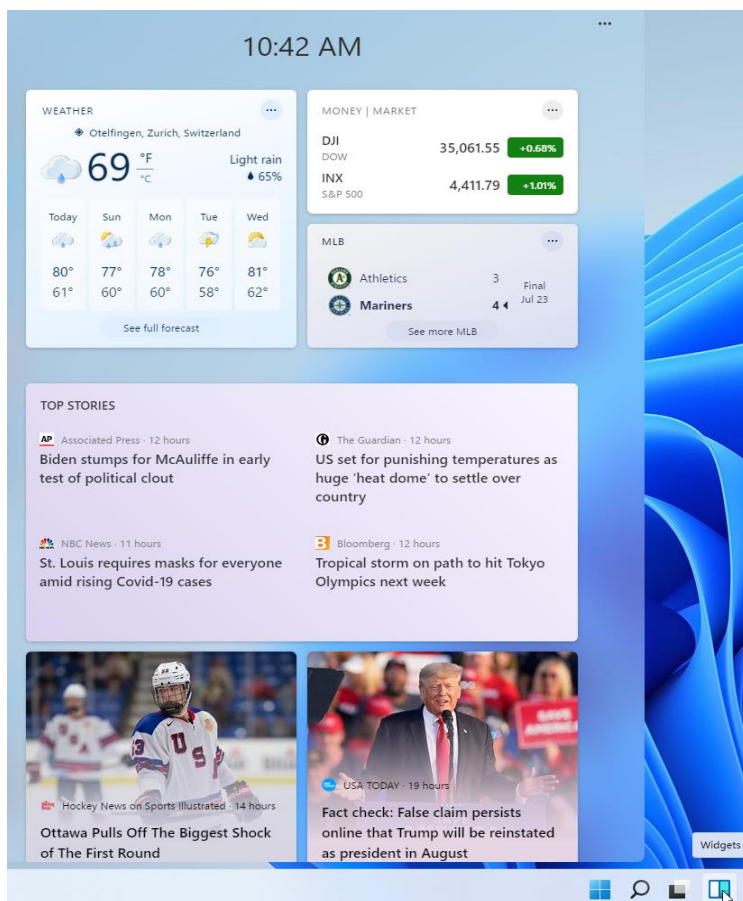 10:42 AM
WEATHER
Otelfingen, Zurich, Switzerland
69 °F
°C
Light rain
65%
Today Sun Mon Tue Wed
80° 77° 78° 76° 81°
61° 60° 60° 58° 62°
See full forecast
MONEY | MARKET
DJI
DOW
35,061.55 +0.68%
INX
S&P 500
4,411.79 +1.01%
MLB
Athletics 3
Mariners 4
Final
Jul 23
See more MLB
TOP STORIES
AP Associated Press · 12 hours
Biden stumps for McAuliffe in early
test of political clout
The Guardian · 12 hours
US set for punishing temperatures as
huge ‘heat dome’ to settle over
country
NBC News · 11 hours
St. Louis requires masks for everyone
amid rising Covid-19 cases
B Bloomberg · 12 hours
Tropical storm on path to hit Tokyo
Olympics next week
Hockey News on Sports Illustrated · 14 hours
Ottawa Pulls Off The Biggest Shock
of The First Round
USA TODAY · 19 hours
Fact check: False claim persists
online that Trump will be reinstated
as president in August
Widgets